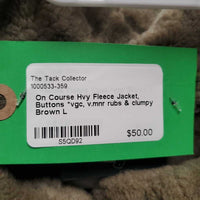 The Tack Collector
1000533-359
On Course Hvy Fleece Jacket,
Buttons *vgc, v.mnr rubs & clumpy
Brown L
$50.00
S5QD92